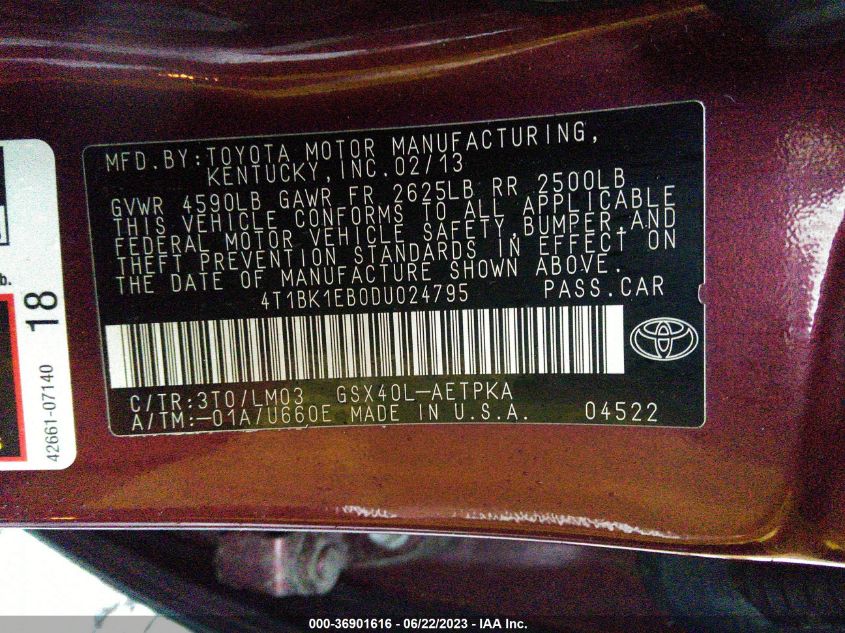 MFD.BY:TOYOTA MOTOR MANUFACTURING,
KENTUCKY,INC.02/13
GVWR 4590LB GAWR FR 2625LB RR 2500LB
THIS VEHICLE CONFORMS TO ALL APPLICABLE
FEDERAL MOTOR VEHICLE SAFETY,BUMPER,AND
THEFT PREVENTION STANDARDS IN EFFECT ON
THE DATE OF MANUFACTURE SHOWN ABOVE.
4T1BK1EB0DU024795 PASS.CAR
C/TR:3T0/LM03 GSX40L-AETPKA
A/TM:-01A/U660E MADE IN U.S.A. 04522
b.
18
42661-07140
000-36901616 - 06/22/2023 - IAA Inc.